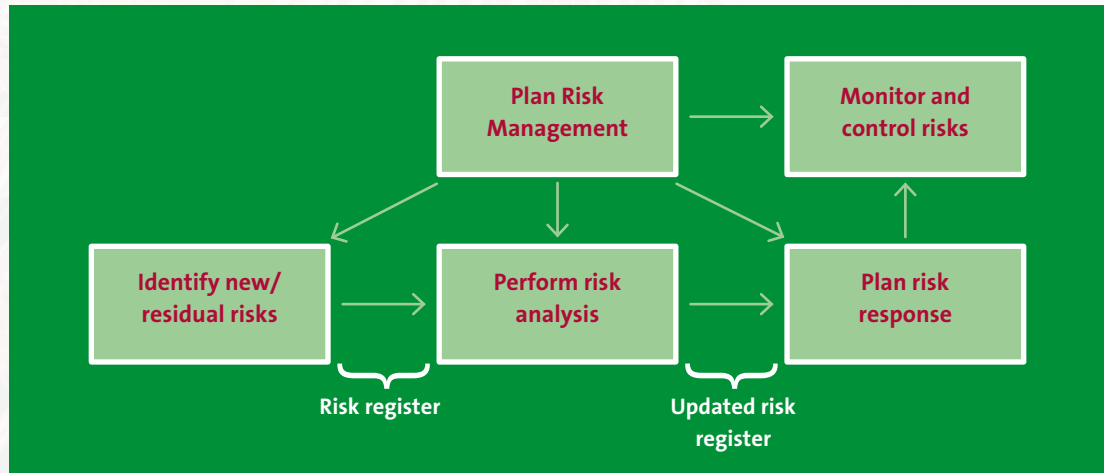 Plan Risk
Management
Monitor and
control risks
Identify new/
residual risks
Perform risk
analysis
Plan risk
response
Risk register
Updated risk
register